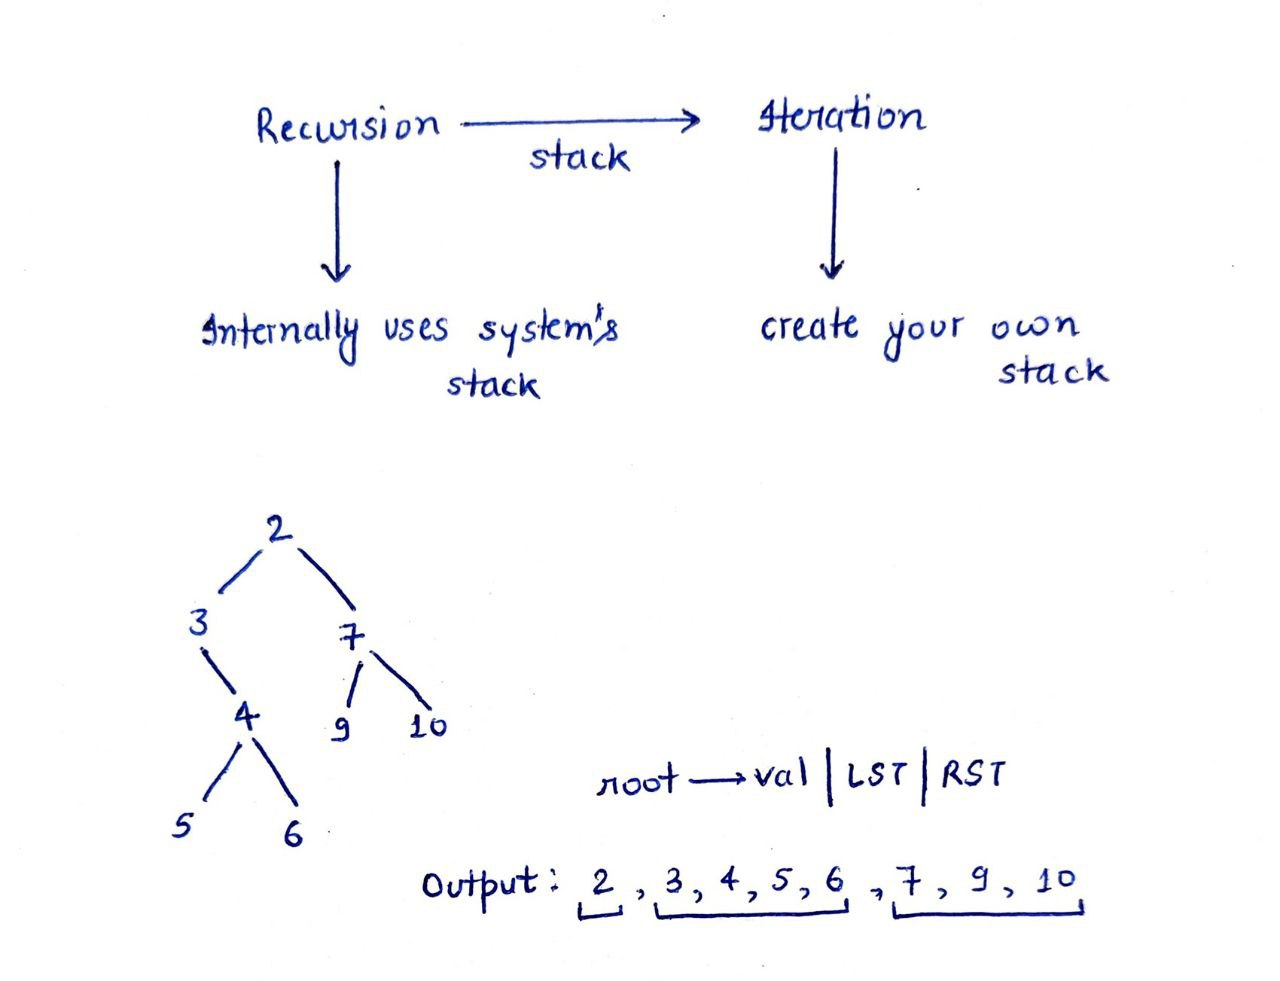 Recursion ⟶ Iteration
stack
Internally uses system's
stack
create your own
stack
2
3 7
4 9 10
5 6
root ⟶ val | LST | RST
Output : 2 , 3, 4, 5, 6 , 7, 9, 10